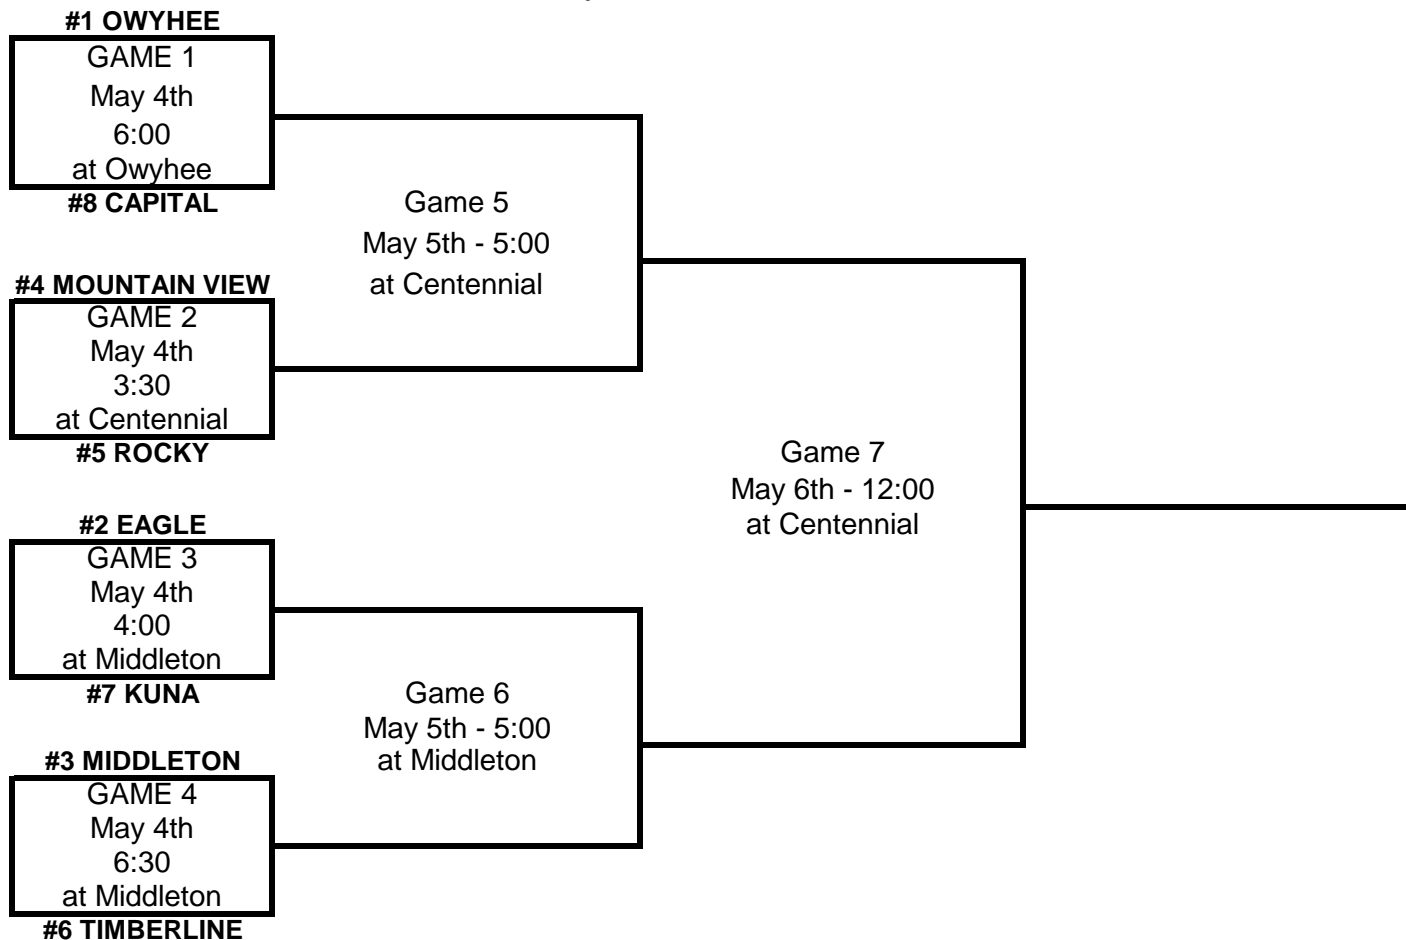 #1 OWYHEE
GAME 1
May 4th
6:00
at Owyhee
#8 CAPITAL
Game 5
May 5th - 5:00
at Centennial
#4 MOUNTAIN VIEW
GAME 2
May 4th
3:30
at Centennial
#5 ROCKY
Game 7
May 6th - 12:00
at Centennial
#2 EAGLE
GAME 3
May 4th
4:00
at Middleton
#7 KUNA
Game 6
May 5th - 5:00
at Middleton
#3 MIDDLETON
GAME 4
May 4th
6:30
at Middleton
#6 TIMBERLINE